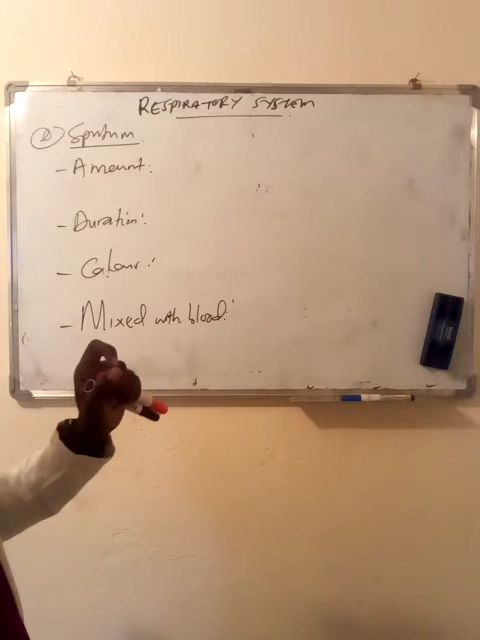 RESPIRATORY SYSTEM
② Sputum
- Amount:
- Duration:
- Colour:
- Mixed with blood: